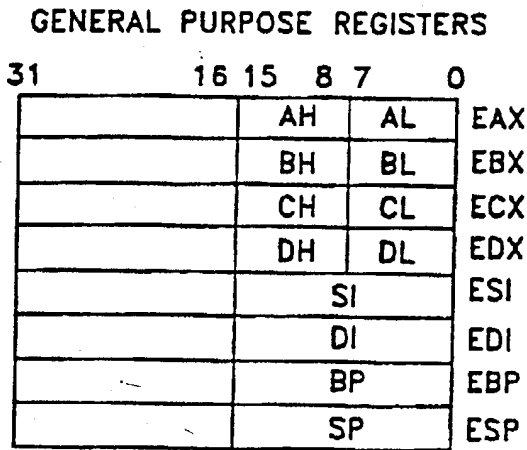 GENERAL PURPOSE REGISTERS
31 16 15 8 7 0
AH AL EAX
BH BL EBX
CH CL ECX
DH DL EDX
SI ESI
DI EDI
BP EBP
SP ESP